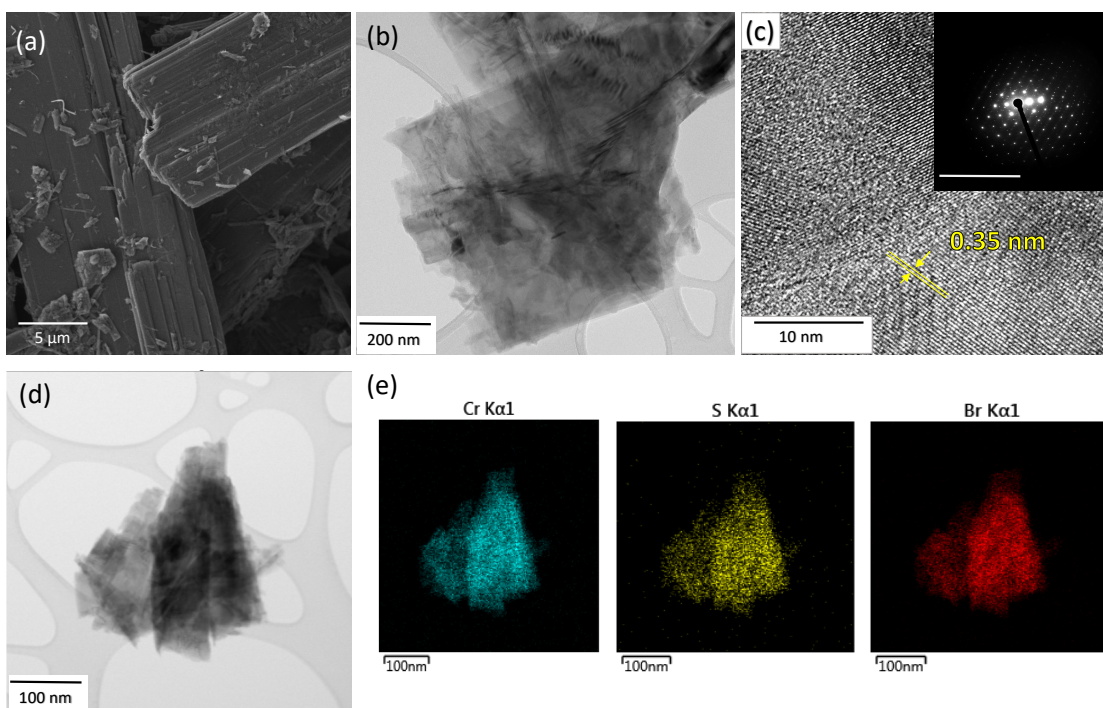 (a)
5 µm
(b)
200 nm
(c)
0.35 nm
10 nm
(d)
100 nm
(e)
Cr Kα1
S Kα1
Br Kα1
100nm
100nm
100nm